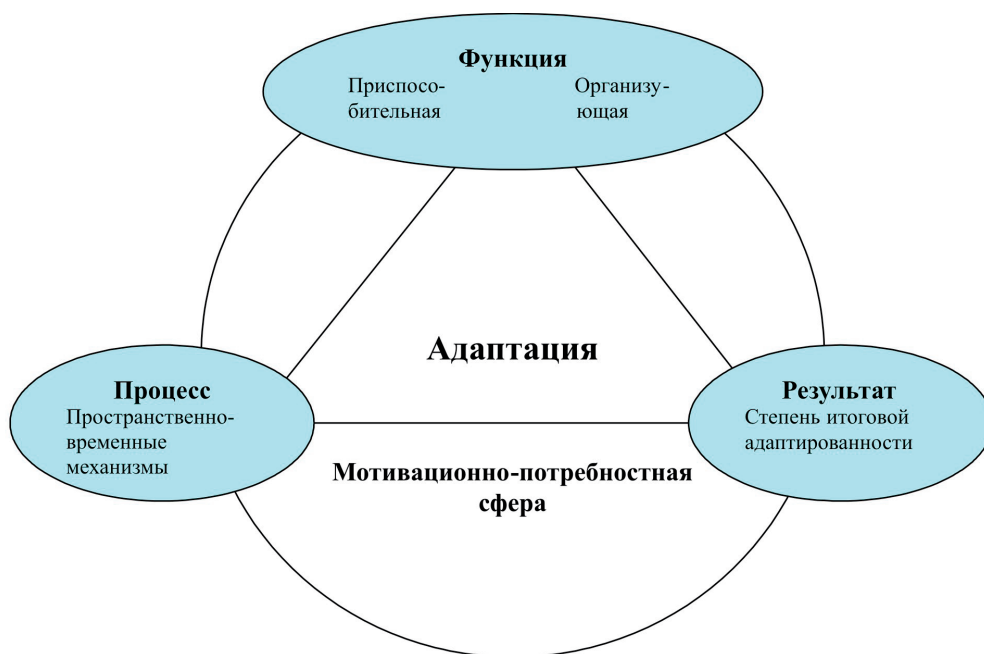 Функция
Приспосо-
бительная
Организу-
ющая
Адаптация
Процесс
Пространственно-
временные
механизмы
Результат
Степень итоговой
адаптированности
Мотивационно-потребностная
сфера